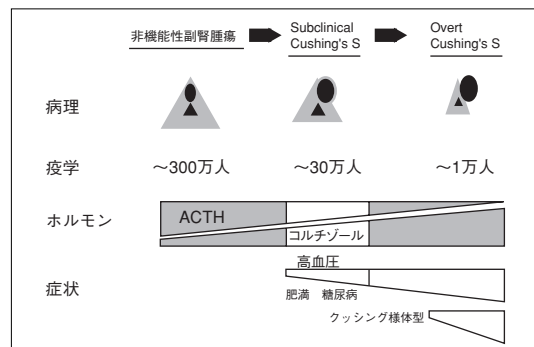 非機能性副腎腫瘍
Subclinical
Cushing's S
Overt
Cushing's S
病理
疫学
～300万人
～30万人
～1万人
ホルモン
ACTH
コルチゾール
症状
高血圧
肥満 糖尿病
クッシング様体型